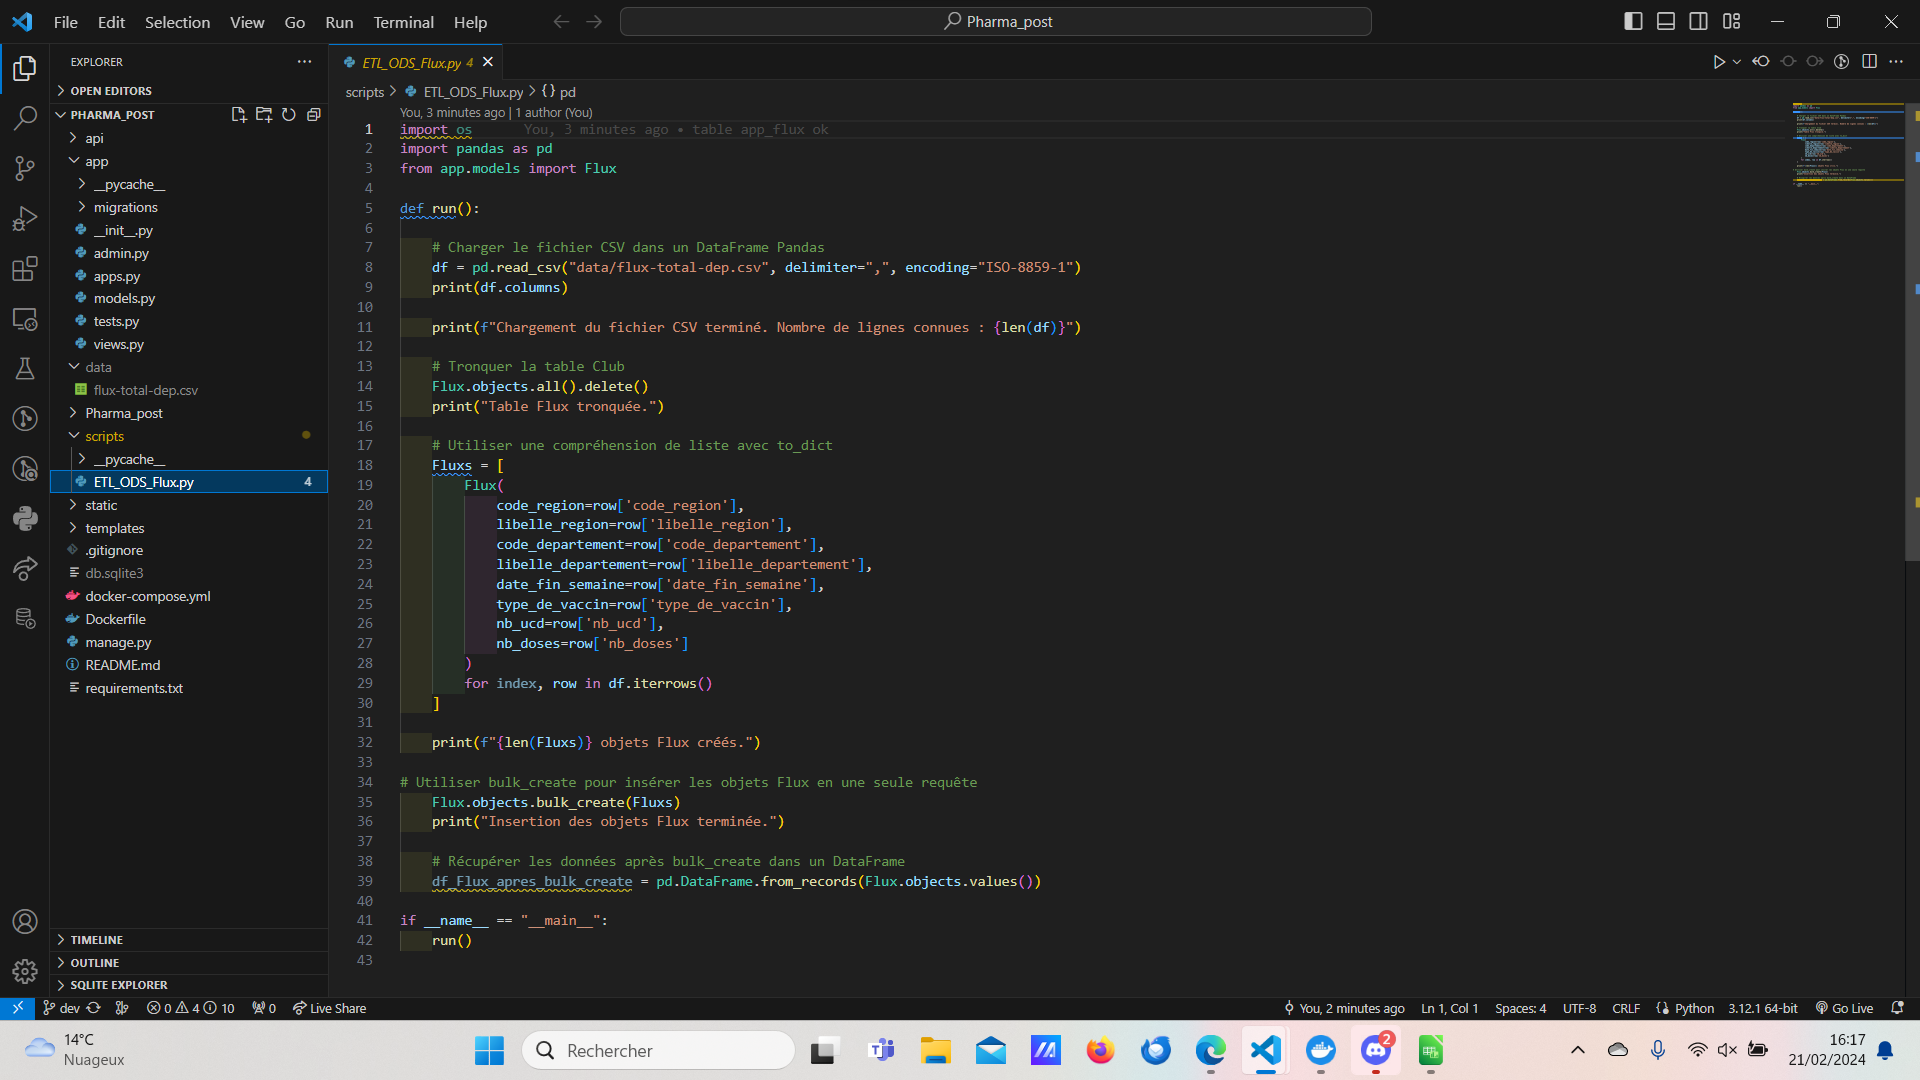 File Edit Selection View Go Run Terminal Help
Pharma_post
EXPLORER
OPEN EDITORS
PHARMA_POST
api
app
__pycache__
migrations
__init__.py
admin.py
apps.py
models.py
tests.py
views.py
data
flux-total-dep.csv
Pharma_post
scripts
__pycache__
ETL_ODS_Flux.py 4
static
templates
.gitignore
db.sqlite3
docker-compose.yml
Dockerfile
manage.py
README.md
requirements.txt
TIMELINE
OUTLINE
SQLITE EXPLORER
ETL_ODS_Flux.py 4
scripts > ETL_ODS_Flux.py > {} pd
You, 3 minutes ago | 1 author (You)
1 import os You, 3 minutes ago • table app_flux ok
2 import pandas as pd
3 from app.models import Flux
4
5 def run():
6
7 # Charger le fichier CSV dans un DataFrame Pandas
8 df = pd.read_csv("data/flux-total-dep.csv", delimiter=",", encoding="ISO-8859-1")
9 print(df.columns)
10
11 print(f"Chargement du fichier CSV terminé. Nombre de lignes connues : {len(df)}")
12
13 # Tronquer la table Club
14 Flux.objects.all().delete()
15 print("Table Flux tronquée.")
16
17 # Utiliser une compréhension de liste avec to_dict
18 Fluxs = [
19 Flux(
20 code_region=row['code_region'],
21 libelle_region=row['libelle_region'],
22 code_departement=row['code_departement'],
23 libelle_departement=row['libelle_departement'],
24 date_fin_semaine=row['date_fin_semaine'],
25 type_de_vaccin=row['type_de_vaccin'],
26 nb_ucd=row['nb_ucd'],
27 nb_doses=row['nb_doses']
28 )
29 for index, row in df.iterrows()
30 ]
31
32 print(f"{len(Fluxs)} objets Flux créés.")
33
34 # Utiliser bulk_create pour insérer les objets Flux en une seule requête
35 Flux.objects.bulk_create(Fluxs)
36 print("Insertion des objets Flux terminée.")
37
38 # Récupérer les données après bulk_create dans un DataFrame
39 df_Flux_apres_bulk_create = pd.DataFrame.from_records(Flux.objects.values())
40
41 if __name__ == "__main__":
42 run()
43
dev 0 4 10 0 Live Share You, 2 minutes ago Ln 1, Col 1 Spaces: 4 UTF-8 CRLF {} Python 3.12.1 64-bit Go Live
14°C
Nuageux
Rechercher
2
16:17
21/02/2024